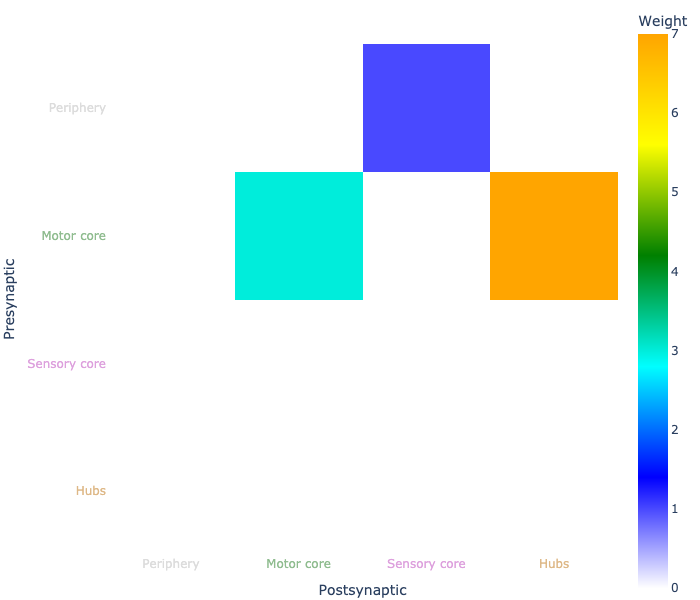 Weight
7
6
5
4
3
2
1
0
Periphery
Motor core
Sensory core
Hubs
Presynaptic
Periphery
Motor core
Sensory core
Hubs
Postsynaptic